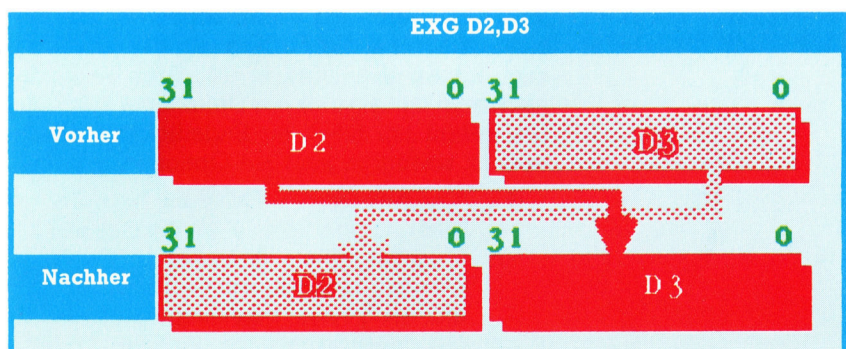 EXG D2,D3
31 0 31 0
Vorher D2 D3
31 0 31 0
Nachher D2 D3